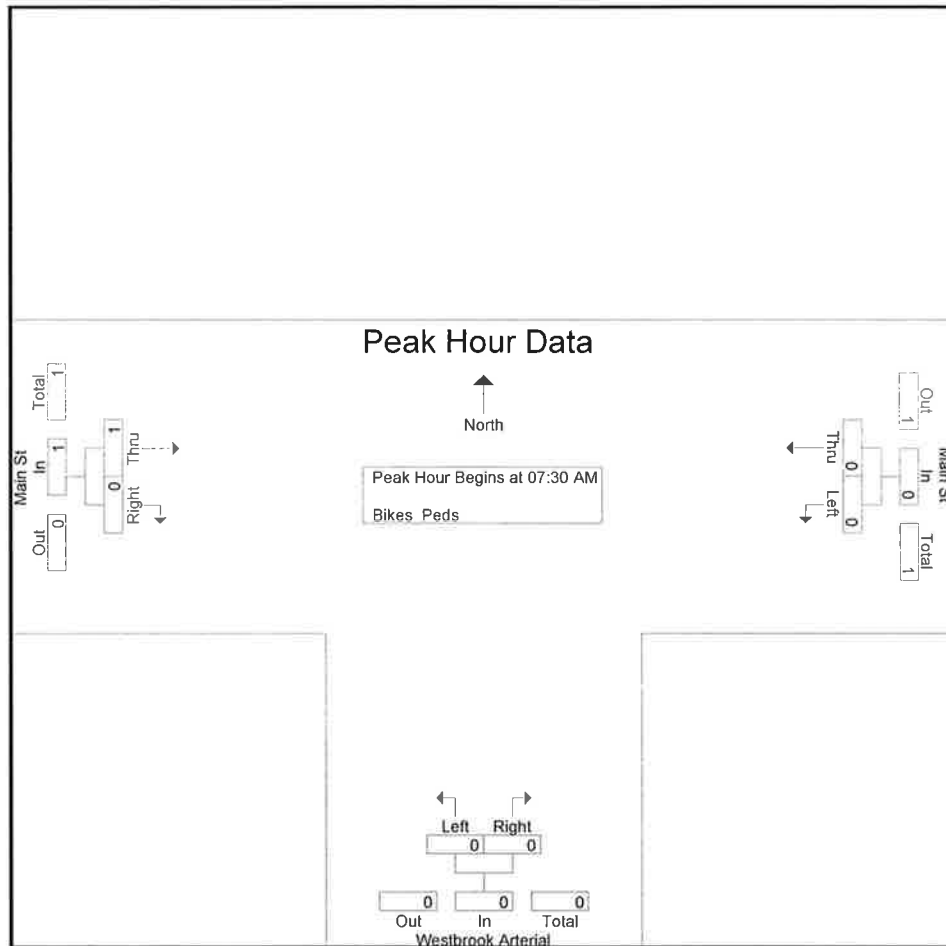 Peak Hour Data
North
Peak Hour Begins at 07:30 AM
Bikes Peds
Main St
Out In Total
0 1 1
Right Thru
0 1
Main St
Out In Total
1 0 1
Thru Left
0 0
Left Right
0 0
0 0 0
Out In Total
Westbrook Arterial